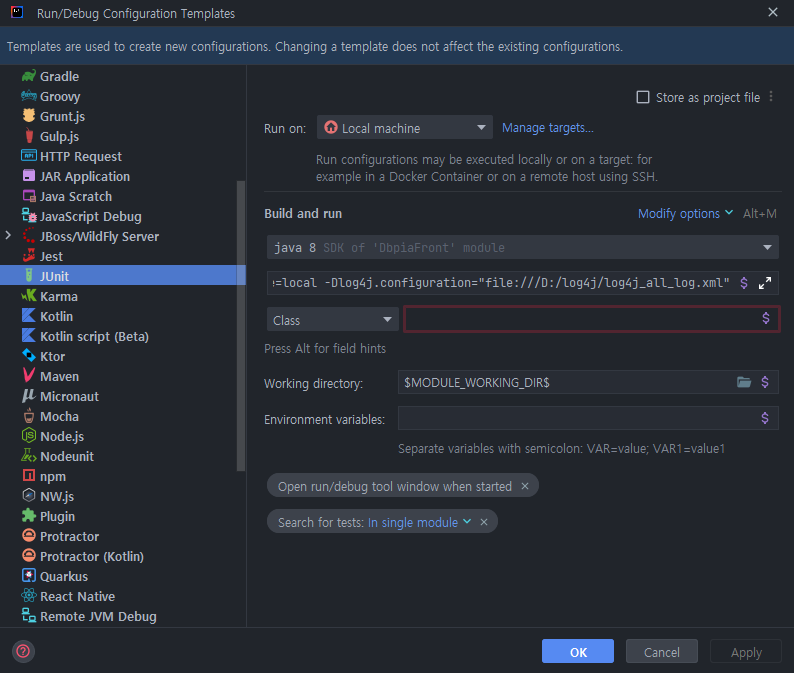 Run/Debug Configuration Templates
Templates are used to create new configurations. Changing a template does not affect the existing configurations.
Gradle
Groovy
Grunt.js
Gulp.js
HTTP Request
JAR Application
Java Scratch
JavaScript Debug
JBoss/WildFly Server
Jest
JUnit
Karma
Kotlin
Kotlin script (Beta)
Ktor
Maven
Micronaut
Mocha
Node.js
Nodeunit
npm
NW.js
Plugin
Protractor
Protractor (Kotlin)
Quarkus
React Native
Remote JVM Debug
Store as project file
Run on: Local machine Manage targets...
Run configurations may be executed locally or on a target: for
example in a Docker Container or on a remote host using SSH.
Build and run Modify options Alt+M
java 8 SDK of 'DbpiaFront' module
=local -Dlog4j.configuration="file:///D:/log4j/log4j_all_log.xml" $
Class $
Press Alt for field hints
Working directory: $MODULE_WORKING_DIR$ $
Environment variables: $
Separate variables with semicolon: VAR=value; VAR1=value1
Open run/debug tool window when started ×
Search for tests: In single module ×
? OK Cancel Apply